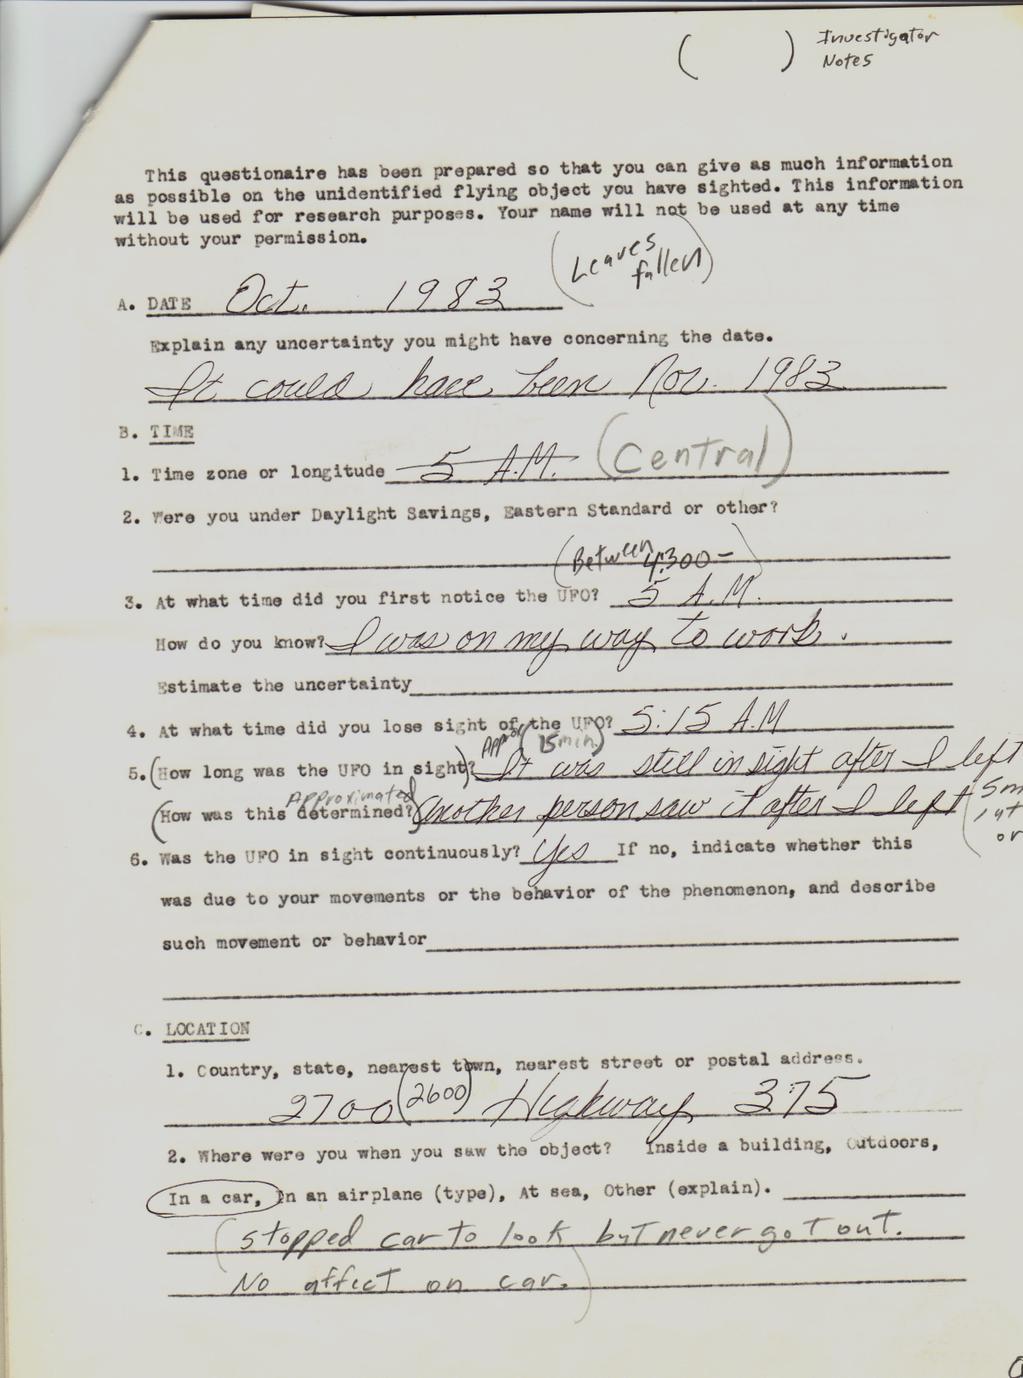 ( ) Investigator
Notes
This questionaire has been prepared so that you can give as much information
as possible on the unidentified flying object you have sighted. This information
will be used for research purposes. Your name will not be used at any time
without your permission.
(Leaves
fallen)
A. DATE Oct. 1983
Explain any uncertainty you might have concerning the date.
It could have been Nov. 1983
B. TIME
1. Time zone or longitude 5 A.M. (Central)
2. Were you under Daylight Savings, Eastern Standard or other?
(Between 4:300- )
3. At what time did you first notice the UFO? 5 A.M.
How do you know? I was on my way to work.
Estimate the uncertainty
4. At what time did you lose sight of the UFO? 5:15 A.M
Appox (15 min.)
5. (How long was the UFO in sight)? It was still in sight after I left
Approximated
(How was this determined?) Another person saw it after I left (5 m
or
6. Was the UFO in sight continuously? Yes If no, indicate whether this
was due to your movements or the behavior of the phenomenon, and describe
such movement or behavior
C. LOCATION
1. Country, state, nearest town, nearest street or postal address.
2700 (2600) Highway 375
2. Where were you when you saw the object? Inside a building, Outdoors,
In a car, In an airplane (type), At sea, Other (explain).
(stopped car to look but never got out.
No affect on car.)